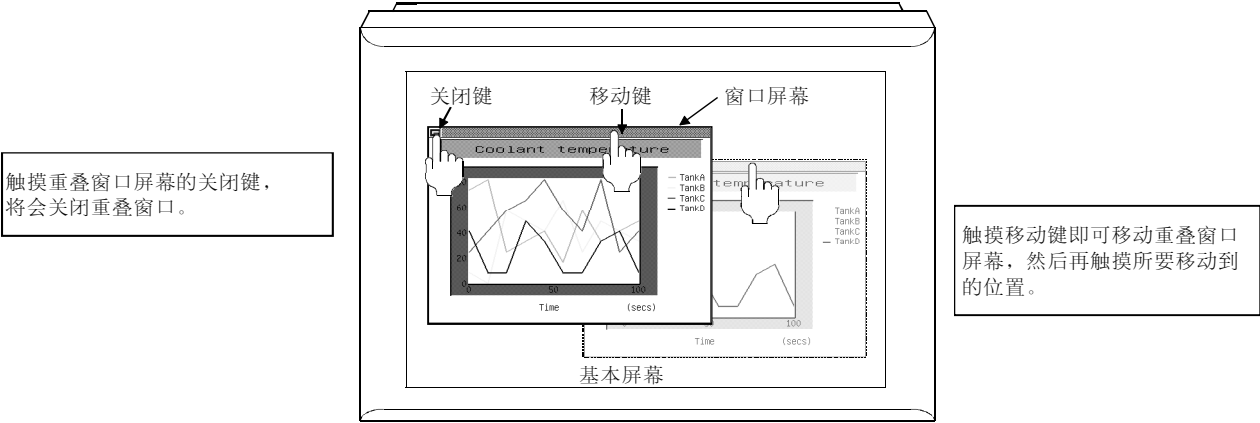 关闭键
移动键
窗口屏幕
Coolant temperature
触摸重叠窗口屏幕的关闭键，
将会关闭重叠窗口。
TankA
TankB
TankC
TankD
60
40
20
0
0 50 100
Time (secs)
temperature
TankA
TankB
TankC
TankD
100
Time (secs)
基本屏幕
触摸移动键即可移动重叠窗口
屏幕，然后再触摸所要移动到
的位置。